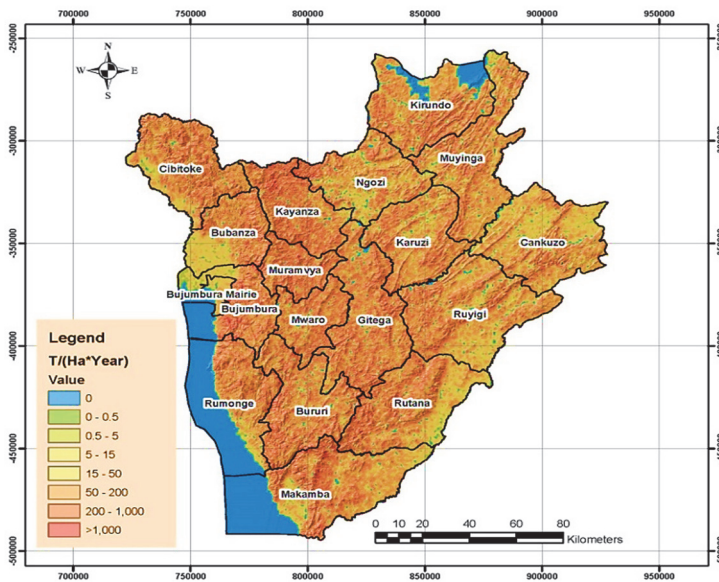 700000 750000 800000 850000 900000 950000
-250000
-300000
-350000
-400000
-450000
-500000
N
W E
S
Kirundo
Muyinga
Cibitoke
Ngozi
Kayanza
Bubanza
Karuzi
Cankuzo
Muramvya
Bujumbura Mairie
Bujumbura
Mwaro
Gitega
Ruyigi
Rumonge
Bururi
Rutana
Makamba
Legend
T/(Ha*Year)
Value
0
0 - 0.5
0.5 - 5
5 - 15
15 - 50
50 - 200
200 - 1,000
>1,000
0 10 20 40 60 80
Kilometers
700000 750000 800000 850000 900000 950000